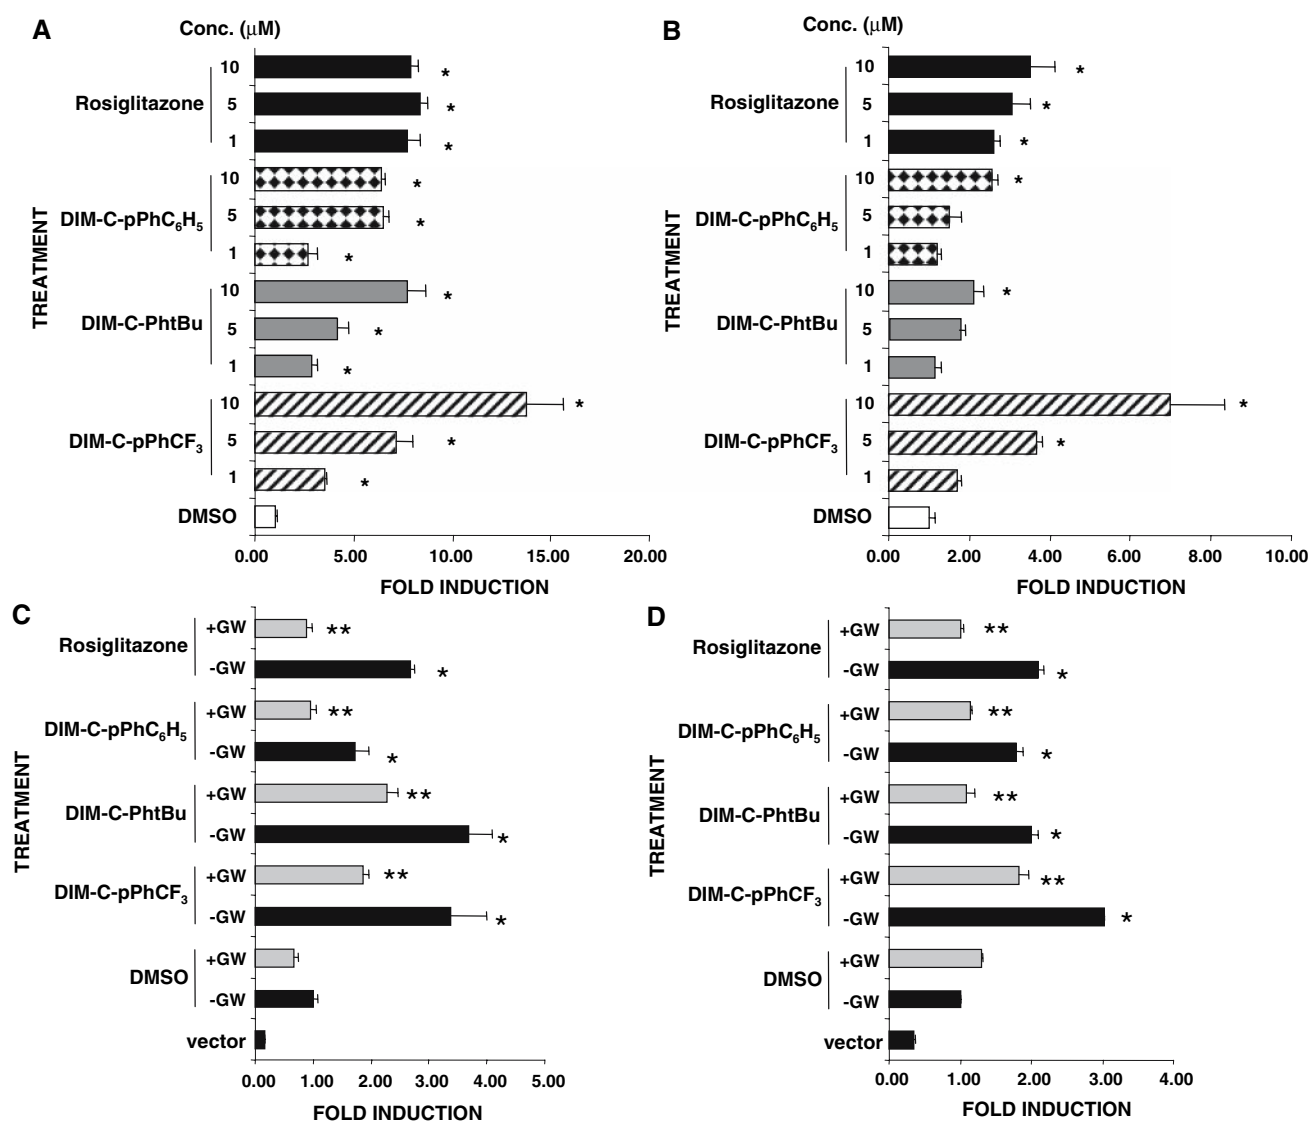 A
Conc. (μM)
Rosiglitazone
10 *
5 *
1 *
DIM-C-pPhC6H5
10 *
5 *
1 *
DIM-C-PhtBu
10 *
5 *
1 *
DIM-C-pPhCF3
10 *
5 *
1 *
DMSO
TREATMENT
0.00 5.00 10.00 15.00 20.00
FOLD INDUCTION
B
Conc. (μM)
Rosiglitazone
10 *
5 *
1 *
DIM-C-pPhC6H5
10 *
5
1
DIM-C-PhtBu
10 *
5
1
DIM-C-pPhCF3
10 *
5 *
1
DMSO
TREATMENT
0.00 2.00 4.00 6.00 8.00 10.00
FOLD INDUCTION
C
Rosiglitazone
+GW **
-GW *
DIM-C-pPhC6H5
+GW **
-GW *
DIM-C-PhtBu
+GW **
-GW *
DIM-C-pPhCF3
+GW **
-GW *
DMSO
+GW
-GW
vector
TREATMENT
0.00 1.00 2.00 3.00 4.00 5.00
FOLD INDUCTION
D
Rosiglitazone
+GW **
-GW *
DIM-C-pPhC6H5
+GW **
-GW *
DIM-C-PhtBu
+GW **
-GW *
DIM-C-pPhCF3
+GW **
-GW *
DMSO
+GW
-GW
vector
TREATMENT
0.00 1.00 2.00 3.00 4.00
FOLD INDUCTION